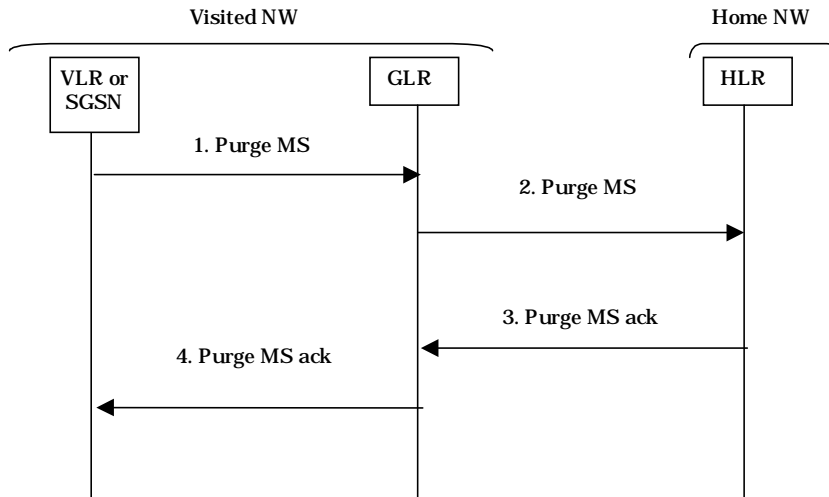 Visited NW
Home NW
VLR or
SGSN
GLR
HLR
1. Purge MS
2. Purge MS
3. Purge MS ack
4. Purge MS ack